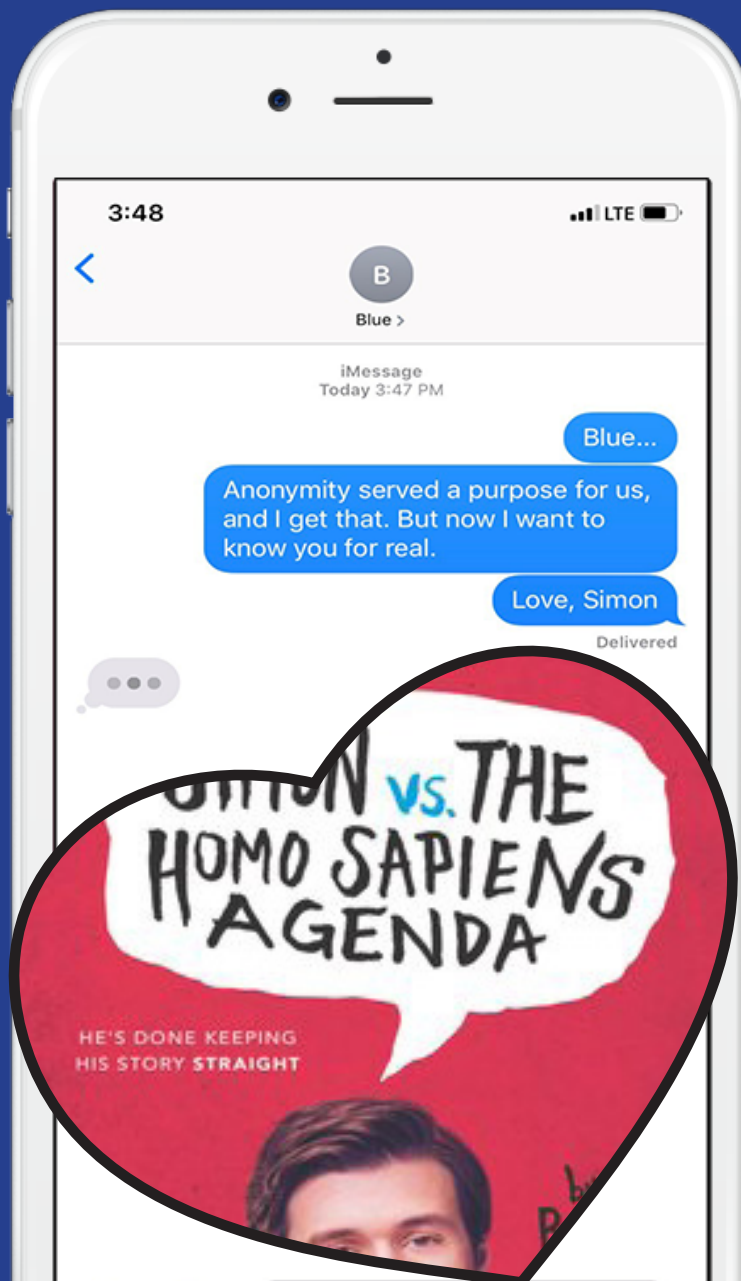 3:48
LTE
B
Blue >
iMessage
Today 3:47 PM
Blue...
Anonymity served a purpose for us,
and I get that. But now I want to
know you for real.
Love, Simon
Delivered
VS. THE
HOMO SAPIENS
AGENDA
HE'S DONE KEEPING
HIS STORY STRAIGHT